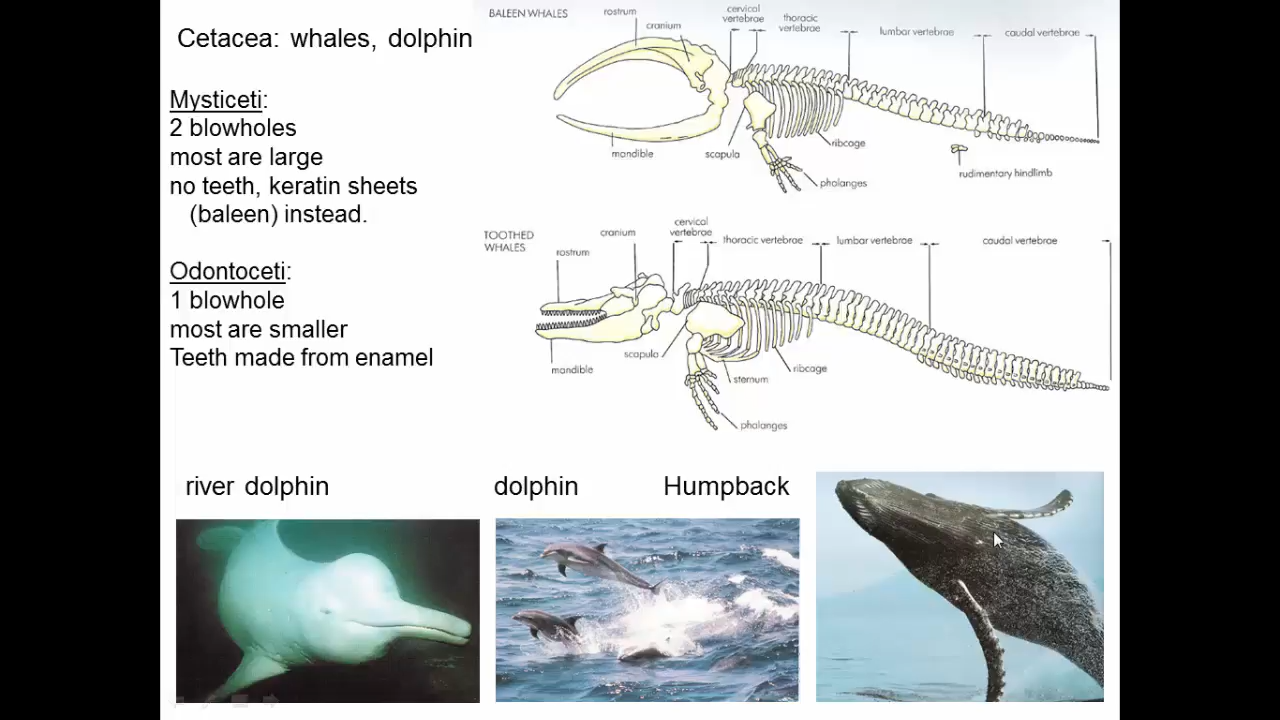 Cetacea: whales, dolphin
Mysticeti:
2 blowholes
most are large
no teeth, keratin sheets
(baleen) instead.
Odontoceti:
1 blowhole
most are smaller
Teeth made from enamel
BALEEN WHALES
rostrum
cranium
cervical
vertebrae
thoracic
vertebrae
lumbar vertebrae
caudal vertebrae
mandible
scapula
ribcage
phalanges
rudimentary hindlimb
TOOTHED
WHALES
rostrum
cranium
cervical
vertebrae
thoracic vertebrae
lumbar vertebrae
caudal vertebrae
mandible
scapula
sternum
ribcage
phalanges
river dolphin
dolphin
Humpback